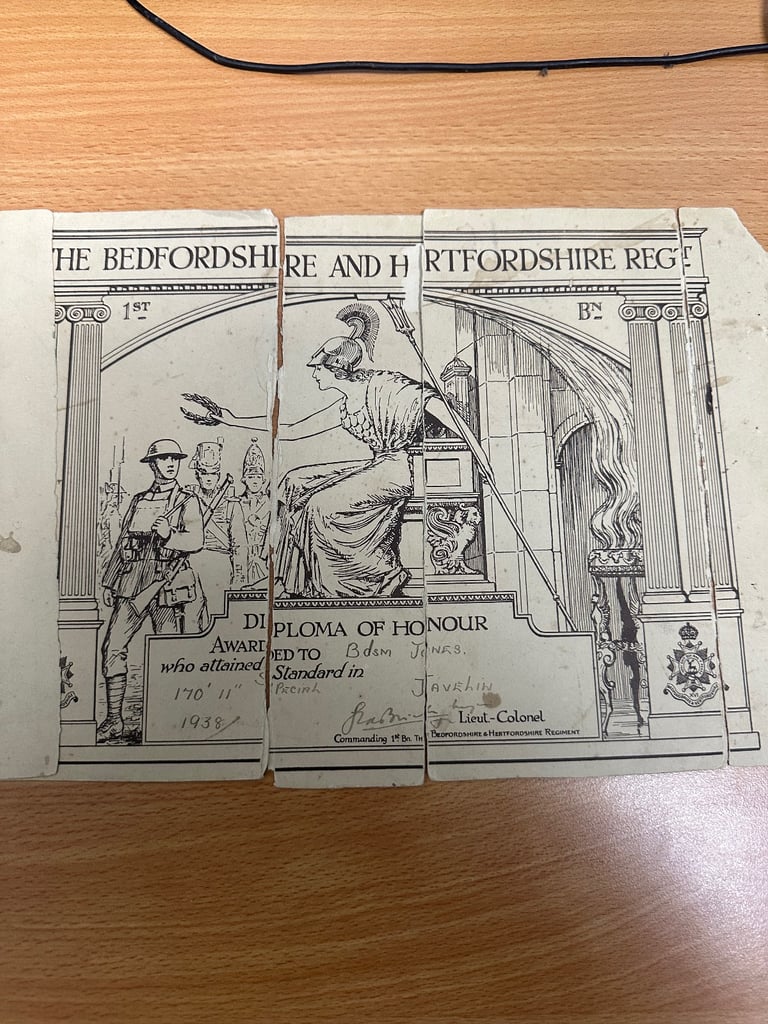 THE BEDFORDSHIRE AND HERTFORDSHIRE REGT
1ST BN
DIPLOMA OF HONOUR
AWARDED TO Bdsm JONES.
who attained Special Standard in
170' 11" JAVELIN
1938
Lieut-Colonel
Commanding 1st Bn. The Bedfordshire & Hertfordshire Regiment